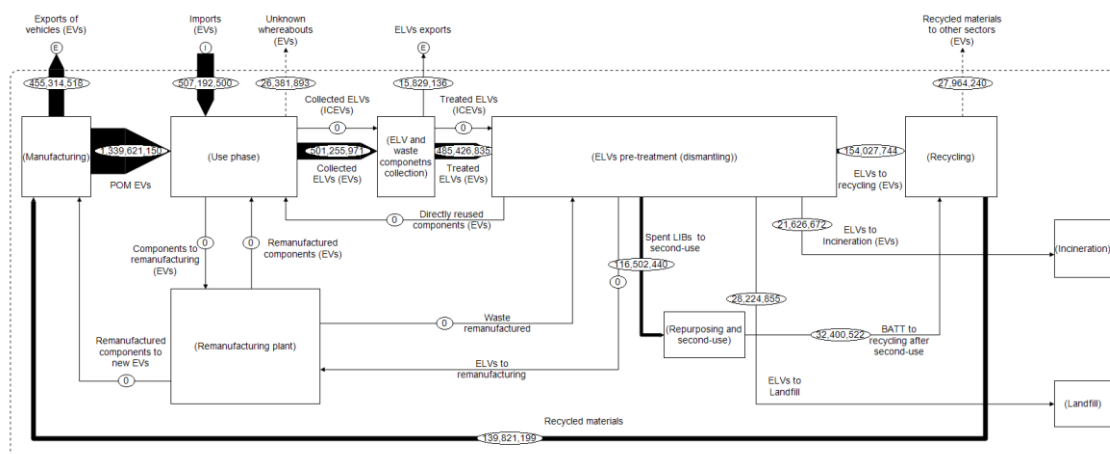 Exports of
vehicles (EVs)
Imports
(EVs)
Unknown
whereabouts
(EVs)
ELVs exports
Recycled materials
to other sectors
(EVs)
E
I
E
455,314,518
507,192,500
26,381,893
15,829,136
27,964,240
Collected ELVs
(ICEVs)
Treated ELVs
(ICEVs)
0
0
(Manufacturing)
1,339,621,150
POM EVs
(Use phase)
501,255,971
Collected
ELVs (EVs)
(ELV and
waste
componetns
collection)
485,426,835
Treated
ELVs (EVs)
(ELVs pre-treatment (dismantling))
154,027,744
ELVs to
recycling (EVs)
(Recycling)
0
Directly reused
components (EVs)
21,626,672
ELVs to
Incineration (EVs)
(Incineration)
Components to
remanufacturing
(EVs)
0
0
Remanufactured
components (EVs)
Spent LIBs to
second-use
116,502,440
0
28,224,855
Remanufactured
components to
new EVs
0
(Remanufacturing plant)
0
Waste
remanufactured
(Repurposing and
second-use)
32,400,522
BATT to
recycling after
second-use
ELVs to
remanufacturing
ELVs to
Landfill
(Landfill)
Recycled materials
139,821,199